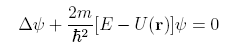 Δψ + 2m/ħ² [E − U(r)]ψ = 0